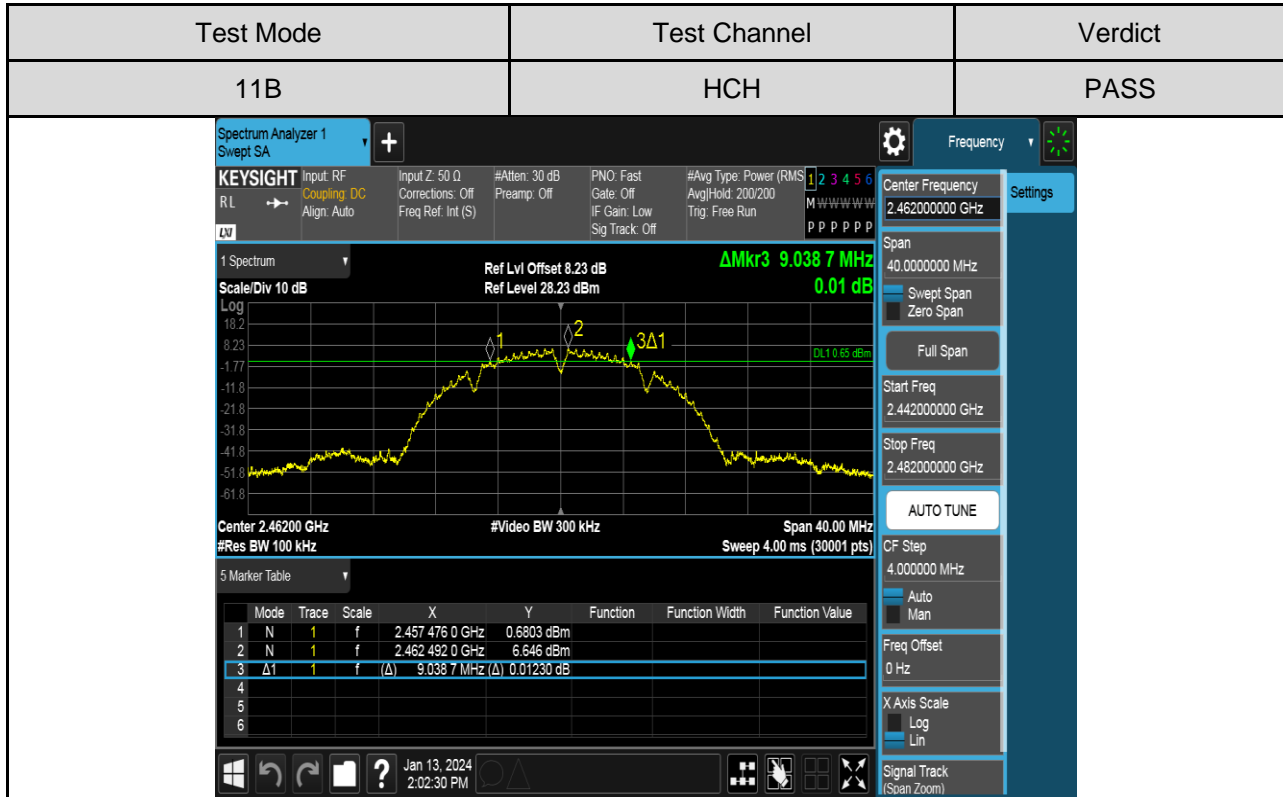 Test Mode Test Channel Verdict
11B HCH PASS
Spectrum Analyzer 1
Swept SA
+
Frequency
KEYSIGHT
RL
LXI
Input: RF
Coupling: DC
Align: Auto
Input Z: 50 Ω
Corrections: Off
Freq Ref: Int (S)
#Atten: 30 dB
Preamp: Off
PNO: Fast
Gate: Off
IF Gain: Low
Sig Track: Off
#Avg Type: Power (RMS
Avg|Hold: 200/200
Trig: Free Run
1 2 3 4 5 6
M W W W W W
P P P P P P
1 Spectrum
Scale/Div 10 dB
Ref Lvl Offset 8.23 dB
Ref Level 28.23 dBm
ΔMkr3 9.038 7 MHz
0.01 dB
Log
18.2
8.23
-1.77
-11.8
-21.8
-31.8
-41.8
-51.8
-61.8
1
2
3Δ1
DL1 0.65 dBm
Center 2.46200 GHz
#Res BW 100 kHz
#Video BW 300 kHz
Span 40.00 MHz
Sweep 4.00 ms (30001 pts)
5 Marker Table
Mode Trace Scale X Y Function Function Width Function Value
1 N 1 f 2.457 476 0 GHz 0.6803 dBm
2 N 1 f 2.462 492 0 GHz 6.646 dBm
3 Δ1 1 f (Δ) 9.038 7 MHz (Δ) 0.01230 dB
4
5
6
?
Jan 13, 2024
2:02:30 PM
Center Frequency
2.462000000 GHz
Settings
Span
40.0000000 MHz
Swept Span
Zero Span
Full Span
Start Freq
2.442000000 GHz
Stop Freq
2.482000000 GHz
AUTO TUNE
CF Step
4.000000 MHz
Auto
Man
Freq Offset
0 Hz
X Axis Scale
Log
Lin
Signal Track
(Span Zoom)